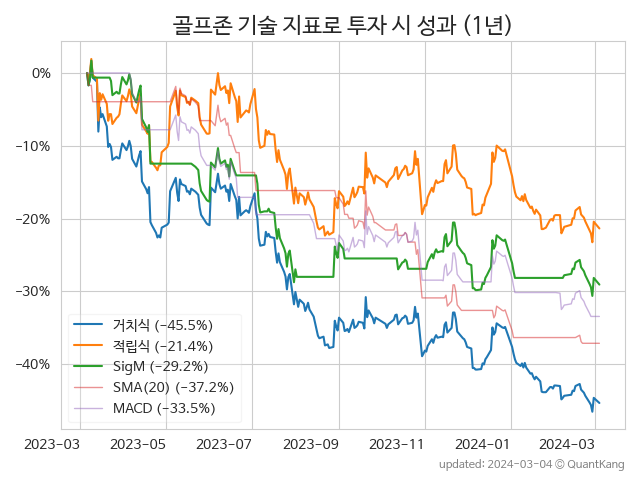 골프존 기술 지표로 투자 시 성과 (1년)
0%
−10%
−20%
−30%
−40%
거치식 (−45.5%)
적립식 (−21.4%)
SigM (−29.2%)
SMA(20) (−37.2%)
MACD (−33.5%)
2023−03 2023−05 2023−07 2023−09 2023−11 2024−01 2024−03
updated: 2024−03−04 © QuantKang